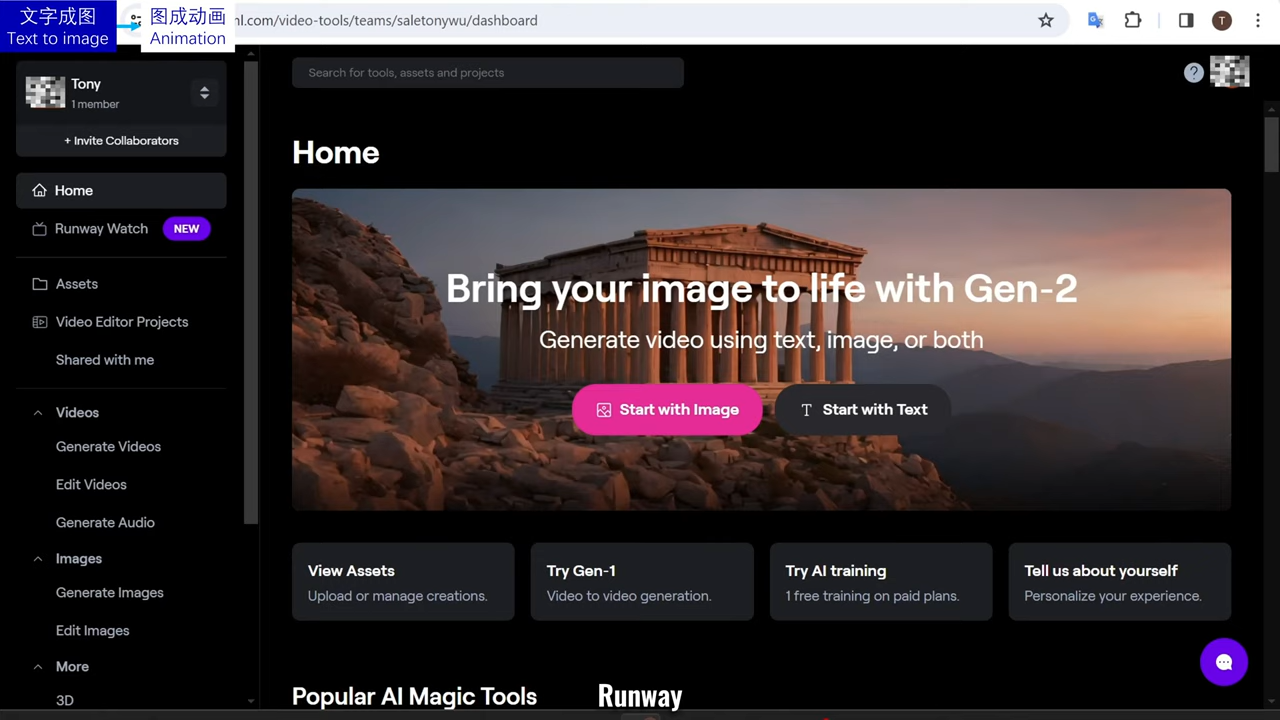 文字成图
Text to image
图成动画
Animation
nl.com/video-tools/teams/saletonywu/dashboard
T
Tony
1 member
+ Invite Collaborators
Search for tools, assets and projects
?
Home
Runway Watch
NEW
Assets
Video Editor Projects
Shared with me
Videos
Generate Videos
Edit Videos
Generate Audio
Images
Generate Images
Edit Images
More
3D
Home
Bring your image to life with Gen-2
Generate video using text, image, or both
Start with Image
T Start with Text
View Assets
Upload or manage creations.
Try Gen-1
Video to video generation.
Try AI training
1 free training on paid plans.
Tell us about yourself
Personalize your experience.
Popular AI Magic Tools
Runway